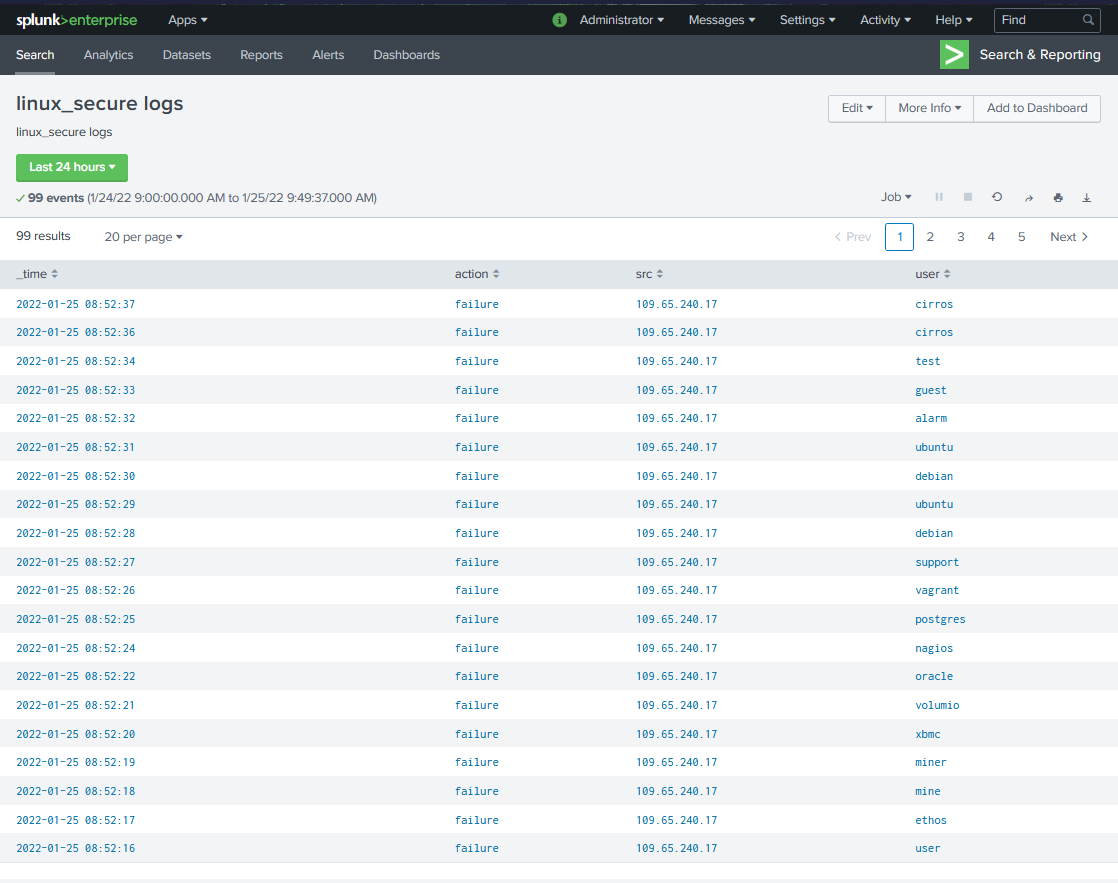 splunk>enterprise Apps Administrator Messages Settings Activity Help Find
Search Analytics Datasets Reports Alerts Dashboards Search & Reporting
linux_secure logs
Edit More Info Add to Dashboard
linux_secure logs
Last 24 hours
99 events (1/24/22 9:00:00.000 AM to 1/25/22 9:49:37.000 AM) Job
99 results 20 per page Prev 1 2 3 4 5 Next
_time action src user
2022-01-25 08:52:37 failure 109.65.240.17 cirros
2022-01-25 08:52:36 failure 109.65.240.17 cirros
2022-01-25 08:52:34 failure 109.65.240.17 test
2022-01-25 08:52:33 failure 109.65.240.17 guest
2022-01-25 08:52:32 failure 109.65.240.17 alarm
2022-01-25 08:52:31 failure 109.65.240.17 ubuntu
2022-01-25 08:52:30 failure 109.65.240.17 debian
2022-01-25 08:52:29 failure 109.65.240.17 ubuntu
2022-01-25 08:52:28 failure 109.65.240.17 debian
2022-01-25 08:52:27 failure 109.65.240.17 support
2022-01-25 08:52:26 failure 109.65.240.17 vagrant
2022-01-25 08:52:25 failure 109.65.240.17 postgres
2022-01-25 08:52:24 failure 109.65.240.17 nagios
2022-01-25 08:52:22 failure 109.65.240.17 oracle
2022-01-25 08:52:21 failure 109.65.240.17 volumio
2022-01-25 08:52:20 failure 109.65.240.17 xbmc
2022-01-25 08:52:19 failure 109.65.240.17 miner
2022-01-25 08:52:18 failure 109.65.240.17 mine
2022-01-25 08:52:17 failure 109.65.240.17 ethos
2022-01-25 08:52:16 failure 109.65.240.17 user